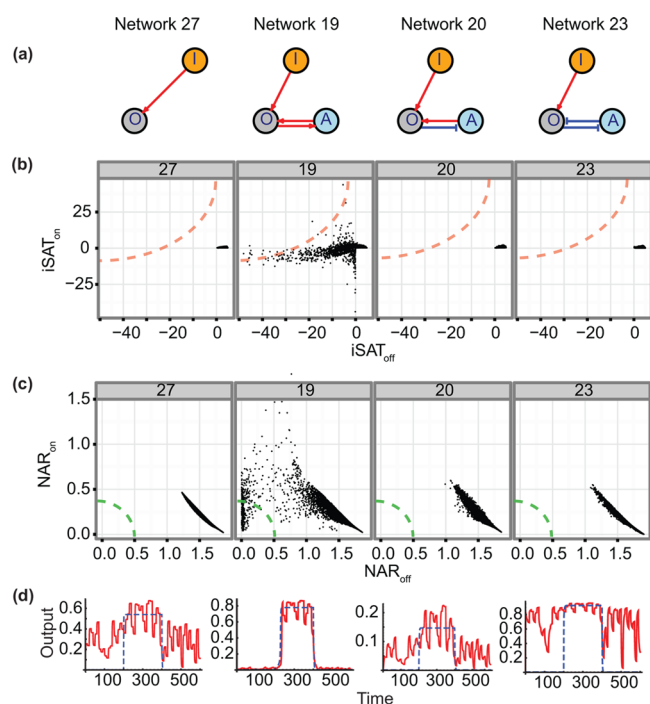 Network 27 Network 19 Network 20 Network 23
(a)
I I I I
O O A O A O A
(b)
27 19 20 23
iSATon
25
0
−25
−40 −20 0 −40 −20 0 −40 −20 0 −40 −20 0
iSAToff
(c)
27 19 20 23
NARon
1.5
1.0
0.5
0.0
0.0 0.5 1.0 1.5 0.0 0.5 1.0 1.5 0.0 0.5 1.0 1.5 0.0 0.5 1.0 1.5
NARoff
(d)
Output
0.6 0.8 0.2 0.8
0.4 0.6 0.1 0.6
0.2 0.4 0.4
0.2 0.2
100 300 500 100 300 500 100 300 500 100 300 500
Time